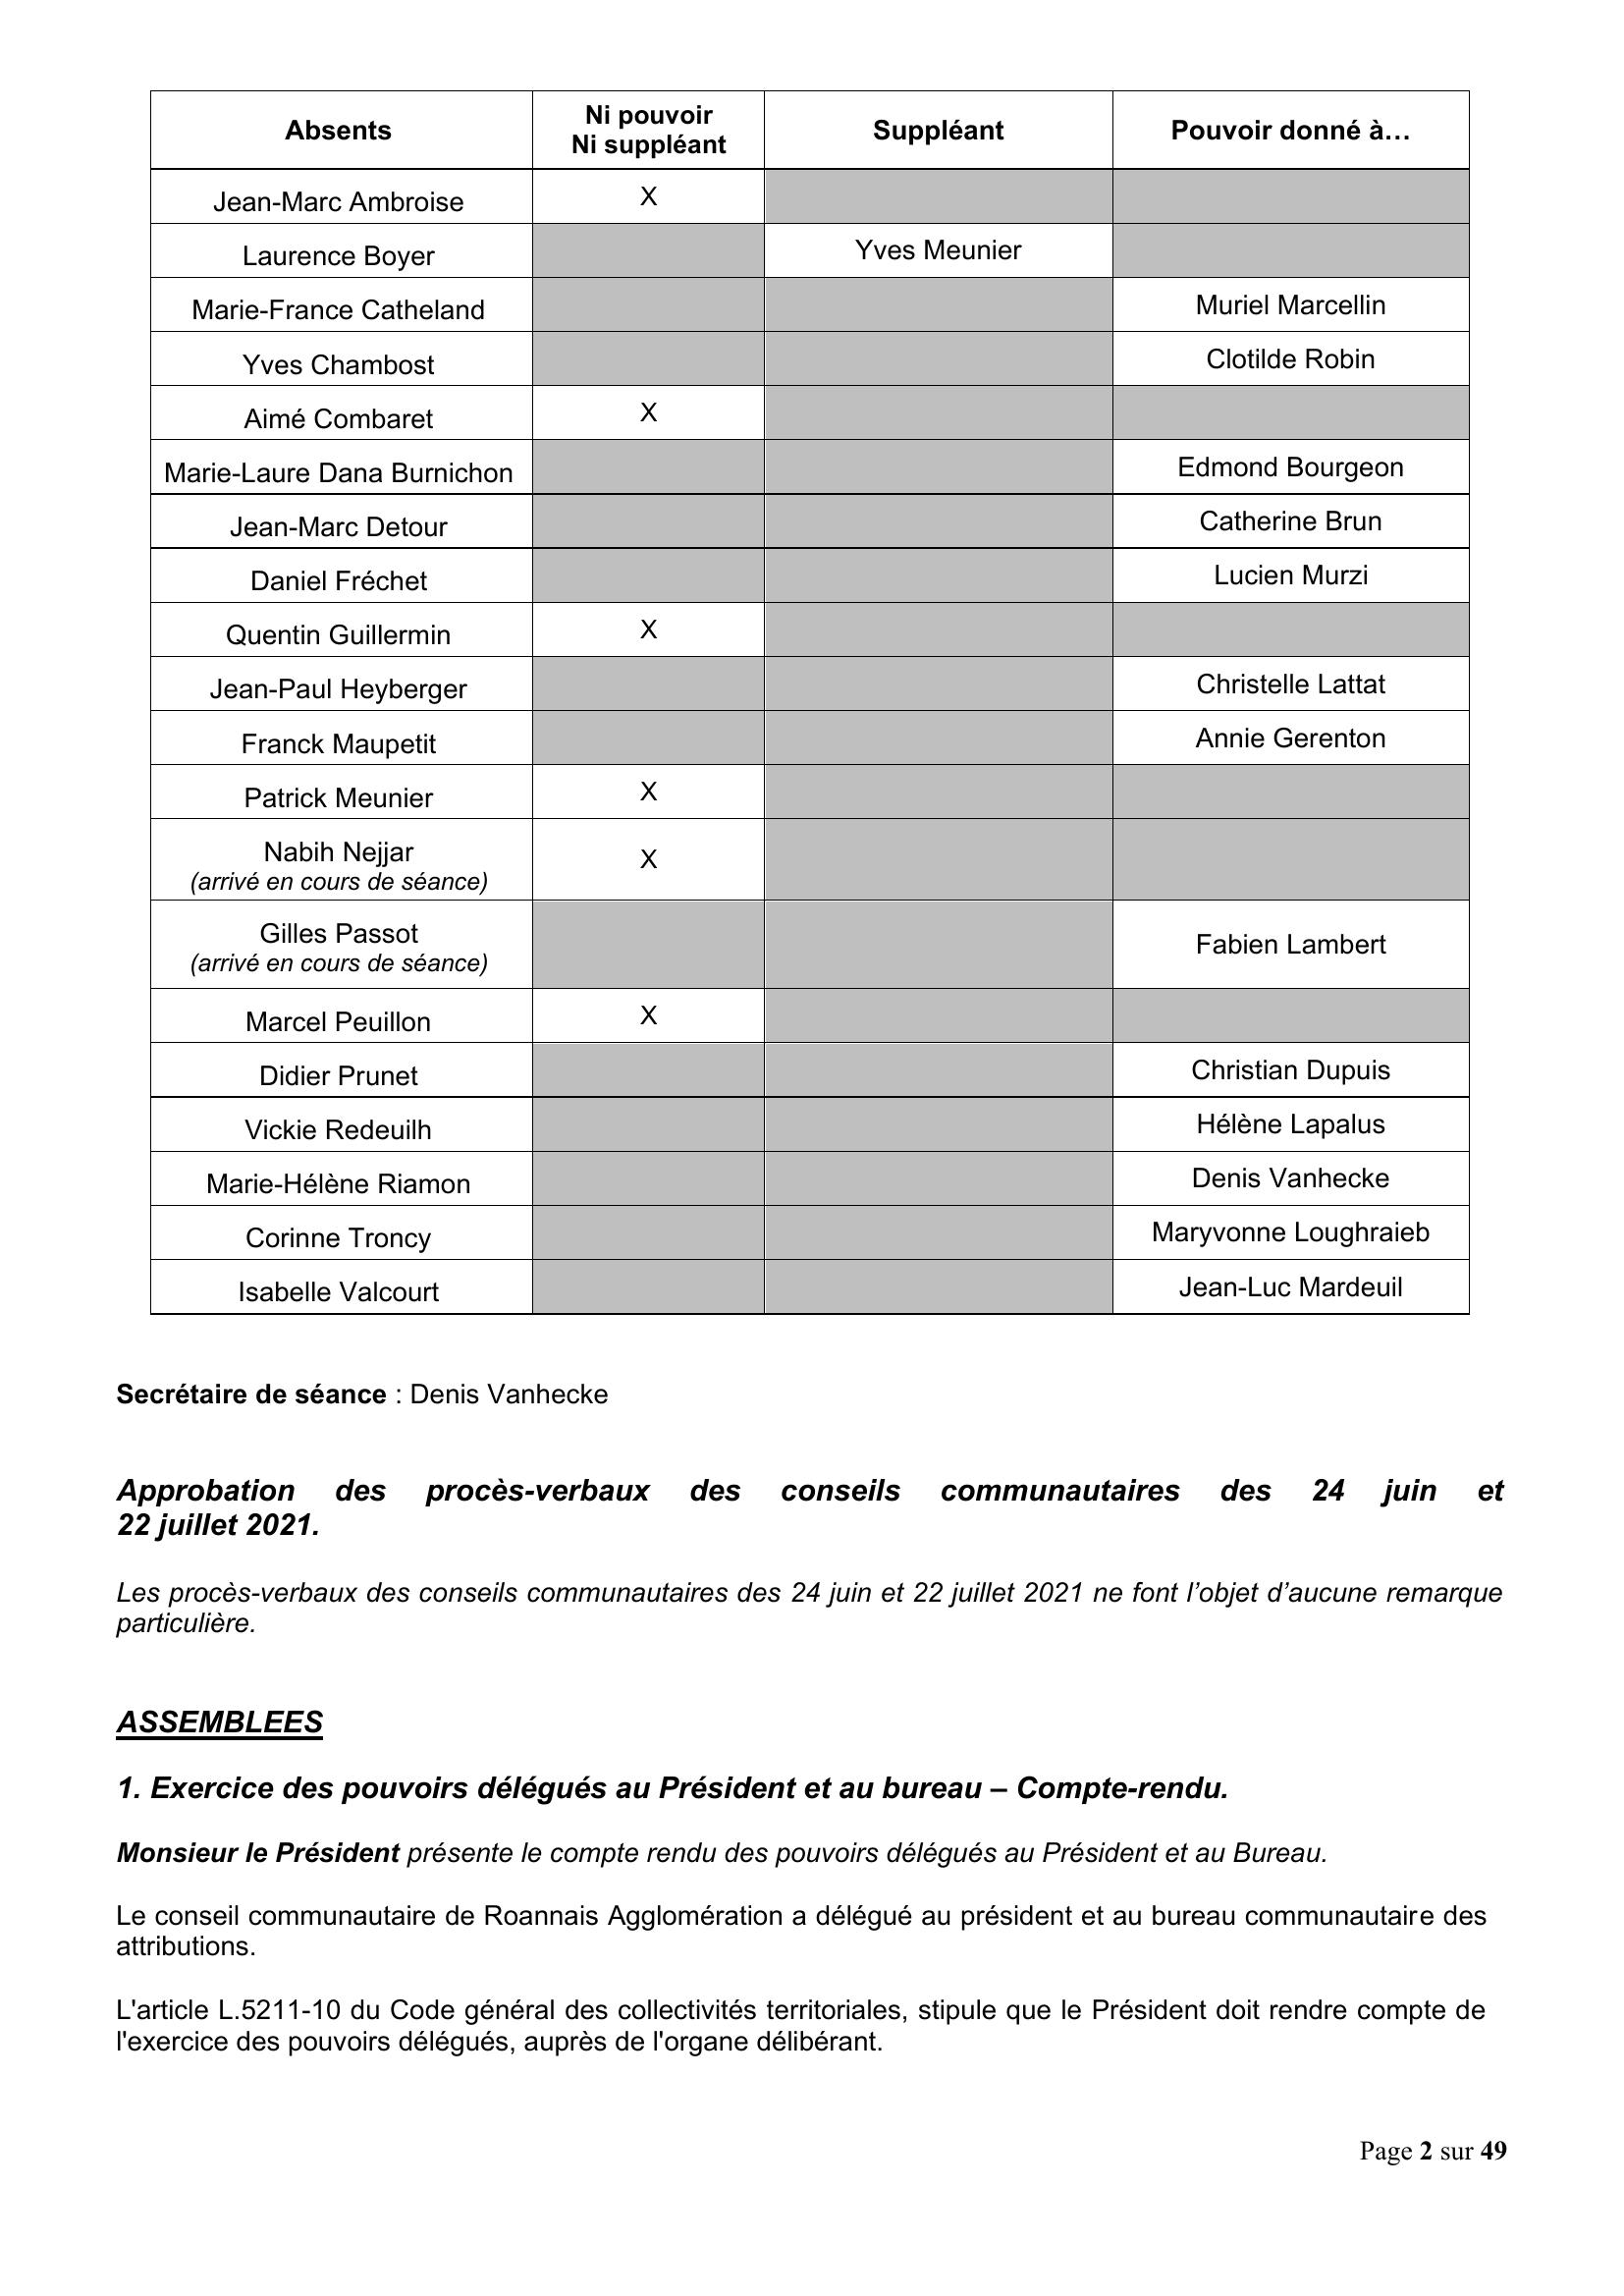 Absents
Ni pouvoir
Ni suppléant
Suppléant
Pouvoir donné à…
Jean-Marc Ambroise
X
Laurence Boyer
Yves Meunier
Marie-France Catheland
Muriel Marcellin
Yves Chambost
Clotilde Robin
Aimé Combaret
X
Marie-Laure Dana Burnichon
Edmond Bourgeon
Jean-Marc Detour
Catherine Brun
Daniel Fréchet
Lucien Murzi
Quentin Guillermin
X
Jean-Paul Heyberger
Christelle Lattat
Franck Maupetit
Annie Gerenton
Patrick Meunier
X
Nabih Nejjar
(arrivé en cours de séance)
X
Gilles Passot
(arrivé en cours de séance)
Fabien Lambert
Marcel Peuillon
X
Didier Prunet
Christian Dupuis
Vickie Redeuilh
Hélène Lapalus
Marie-Hélène Riamon
Denis Vanhecke
Corinne Troncy
Maryvonne Loughraieb
Isabelle Valcourt
Jean-Luc Mardeuil
Secrétaire de séance : Denis Vanhecke
Approbation des procès-verbaux des conseils communautaires des 24 juin et
22 juillet 2021.
Les procès-verbaux des conseils communautaires des 24 juin et 22 juillet 2021 ne font l’objet d’aucune remarque
particulière.
ASSEMBLEES
1. Exercice des pouvoirs délégués au Président et au bureau – Compte-rendu.
Monsieur le Président présente le compte rendu des pouvoirs délégués au Président et au Bureau.
Le conseil communautaire de Roannais Agglomération a délégué au président et au bureau communautaire des
attributions.
L'article L.5211-10 du Code général des collectivités territoriales, stipule que le Président doit rendre compte de
l'exercice des pouvoirs délégués, auprès de l'organe délibérant.
Page 2 sur 49